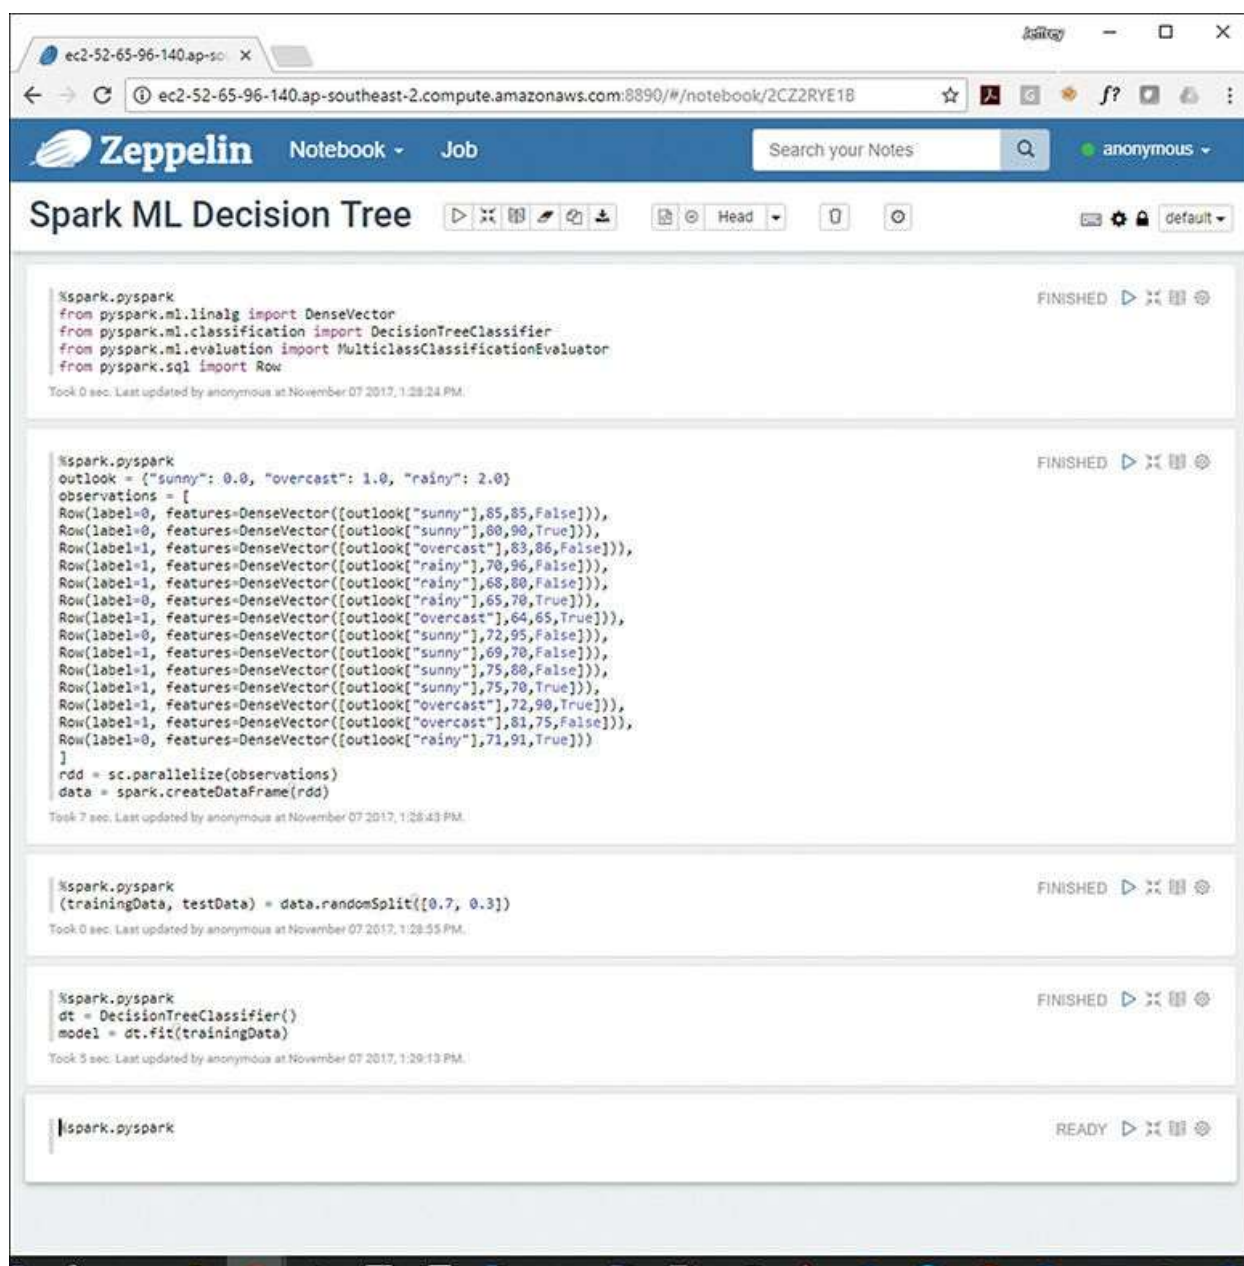 Jeffrey
ec2-52-65-96-140.ap-so
ec2-52-65-96-140.ap-southeast-2.compute.amazonaws.com:8890/#/notebook/2CZ2RYE1B
f?
Zeppelin
Notebook
Job
Search your Notes
anonymous
Spark ML Decision Tree
Head
default
%spark.pyspark
from pyspark.ml.linalg import DenseVector
from pyspark.ml.classification import DecisionTreeClassifier
from pyspark.ml.evaluation import MulticlassClassificationEvaluator
from pyspark.sql import Row
FINISHED
Took 0 sec. Last updated by anonymous at November 07 2017, 1:28:24 PM.
%spark.pyspark
FINISHED
outlook = {"sunny": 0.0, "overcast": 1.0, "rainy": 2.0}
observations = [
Row(label=0, features=DenseVector([outlook["sunny"],85,85,False])),
Row(label=0, features=DenseVector([outlook["sunny"],80,90,True])),
Row(label=1, features=DenseVector([outlook["overcast"],83,86,False])),
Row(label=1, features=DenseVector([outlook["rainy"],70,96,False])),
Row(label=1, features=DenseVector([outlook["rainy"],68,80,False])),
Row(label=0, features=DenseVector([outlook["rainy"],65,70,True])),
Row(label=1, features=DenseVector([outlook["overcast"],64,65,True])),
Row(label=0, features=DenseVector([outlook["sunny"],72,95,False])),
Row(label=1, features=DenseVector([outlook["sunny"],69,70,False])),
Row(label=1, features=DenseVector([outlook["sunny"],75,80,False])),
Row(label=1, features=DenseVector([outlook["sunny"],75,70,True])),
Row(label=1, features=DenseVector([outlook["overcast"],72,90,True])),
Row(label=1, features=DenseVector([outlook["overcast"],81,75,False])),
Row(label=0, features=DenseVector([outlook["rainy"],71,91,True]))
]
rdd = sc.parallelize(observations)
data = spark.createDataFrame(rdd)
Took 7 sec. Last updated by anonymous at November 07 2017, 1:28:43 PM.
%spark.pyspark
FINISHED
(trainingData, testData) = data.randomSplit([0.7, 0.3])
Took 0 sec. Last updated by anonymous at November 07 2017, 1:28:55 PM.
%spark.pyspark
FINISHED
dt = DecisionTreeClassifier()
model = dt.fit(trainingData)
Took 5 sec. Last updated by anonymous at November 07 2017, 1:29:13 PM.
%spark.pyspark
READY